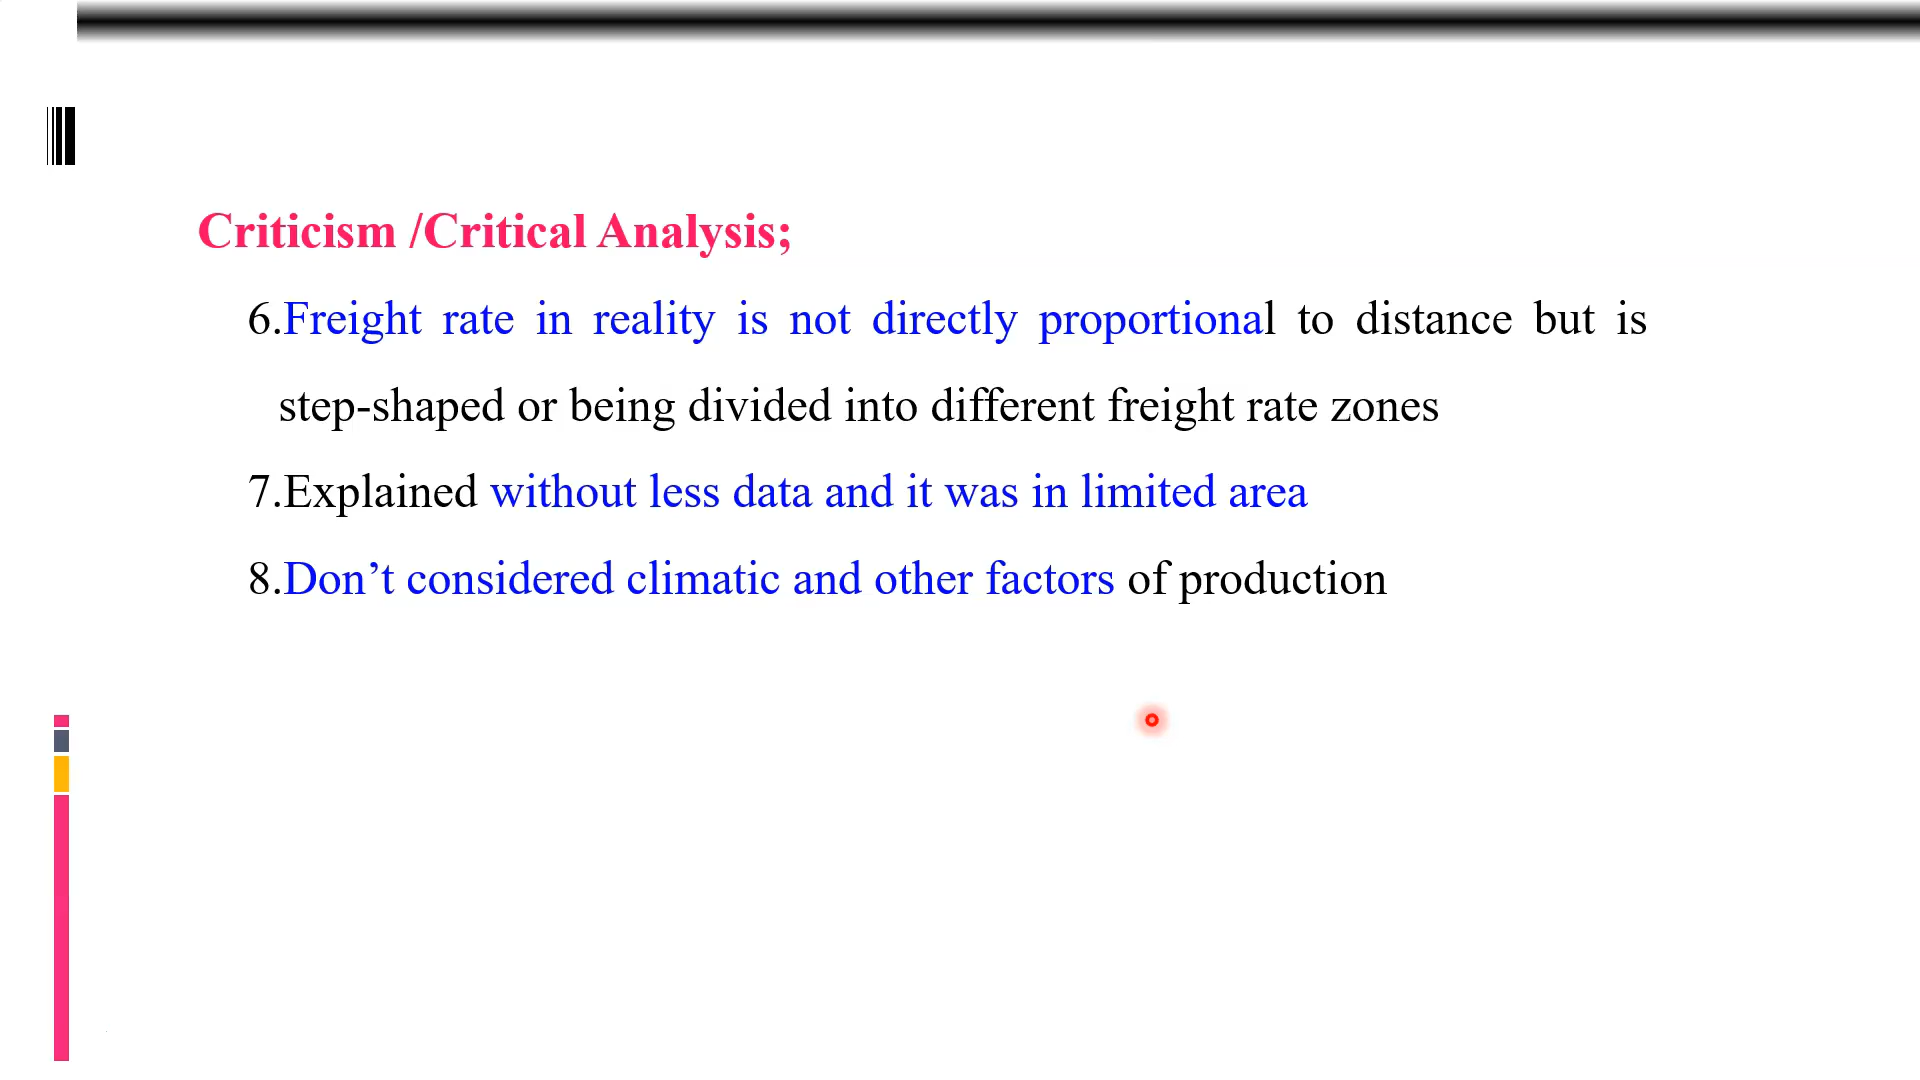 Criticism /Critical Analysis;
6.Freight rate in reality is not directly proportional to distance but is
step-shaped or being divided into different freight rate zones
7.Explained without less data and it was in limited area
8.Don’t considered climatic and other factors of production